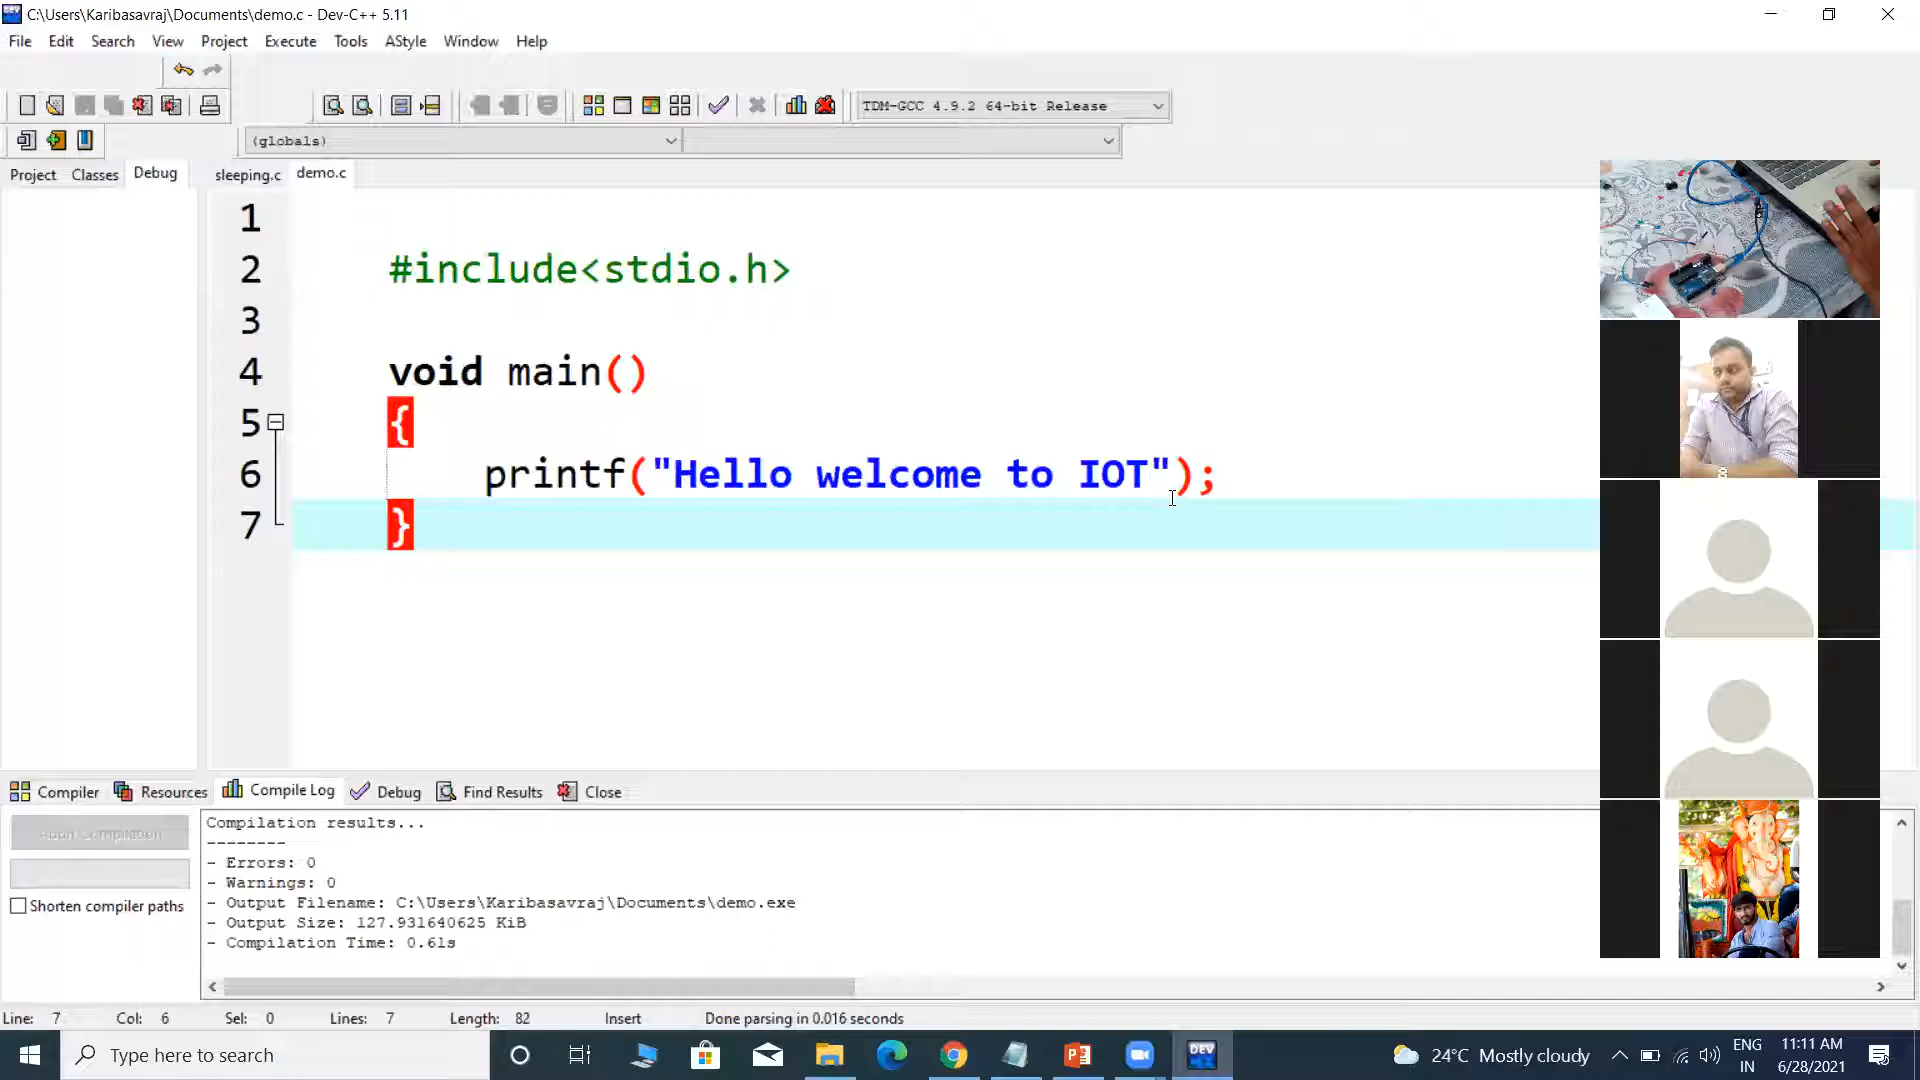 C:\Users\Karibasavraj\Documents\demo.c - Dev-C++ 5.11
File Edit Search View Project Execute Tools AStyle Window Help
TDM-GCC 4.9.2 64-bit Release
(globals)
Project Classes Debug sleeping.c demo.c
1
2 #include<stdio.h>
3
4 void main()
5 {
6 printf("Hello welcome to IOT");
7 }
Compiler Resources Compile Log Debug Find Results Close
Abort Compilation
Shorten compiler paths
Compilation results...
--------
- Errors: 0
- Warnings: 0
- Output Filename: C:\Users\Karibasavraj\Documents\demo.exe
- Output Size: 127.931640625 KiB
- Compilation Time: 0.61s
Line: 7 Col: 6 Sel: 0 Lines: 7 Length: 82 Insert Done parsing in 0.016 seconds
Type here to search
DEV
24°C Mostly cloudy
ENG
IN
11:11 AM
6/28/2021